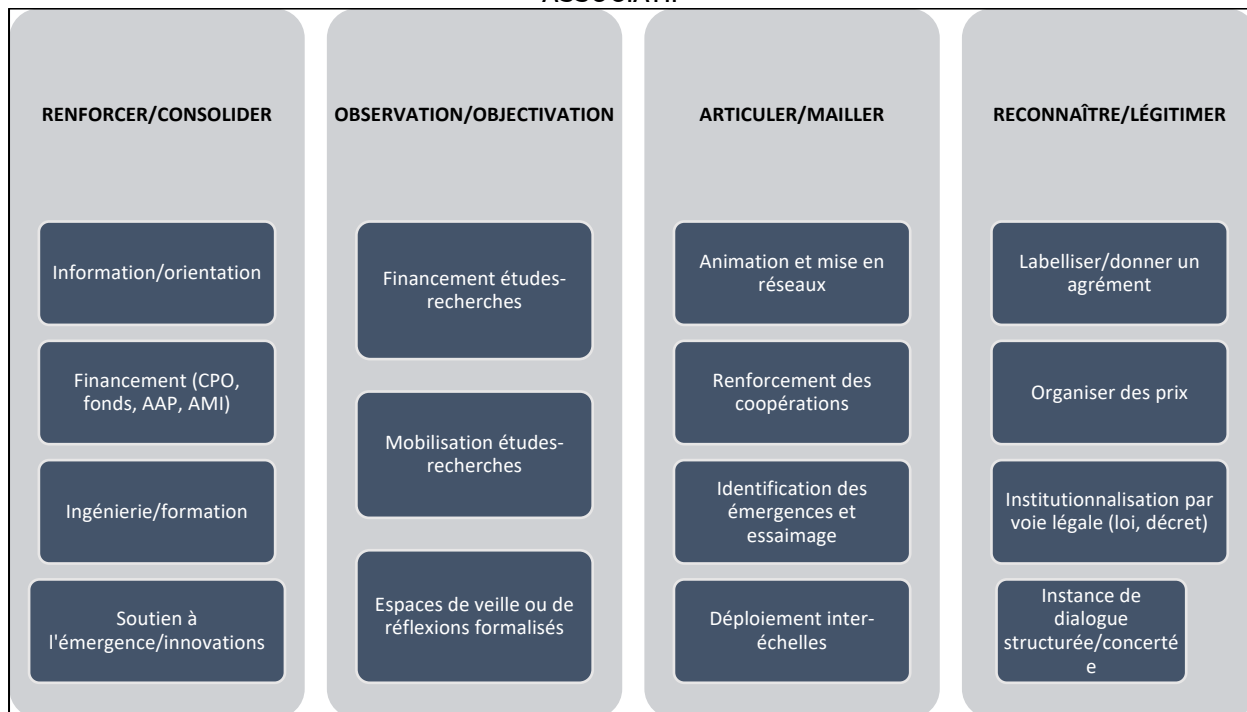 ASSOCIATIF
RENFORCER/CONSOLIDER
Information/orientation
Financement (CPO,
fonds, AAP, AMI)
Ingénierie/formation
Soutien à
l'émergence/innovations
OBSERVATION/OBJECTIVATION
Financement études-
recherches
Mobilisation études-
recherches
Espaces de veille ou de
réflexions formalisés
ARTICULER/MAILLER
Animation et mise en
réseaux
Renforcement des
coopérations
Identification des
émergences et
essaimage
Déploiement inter-
échelles
RECONNAÎTRE/LÉGITIMER
Labelliser/donner un
agrément
Organiser des prix
Institutionnalisation par
voie légale (loi, décret)
Instance de
dialogue
structurée/concerté
e